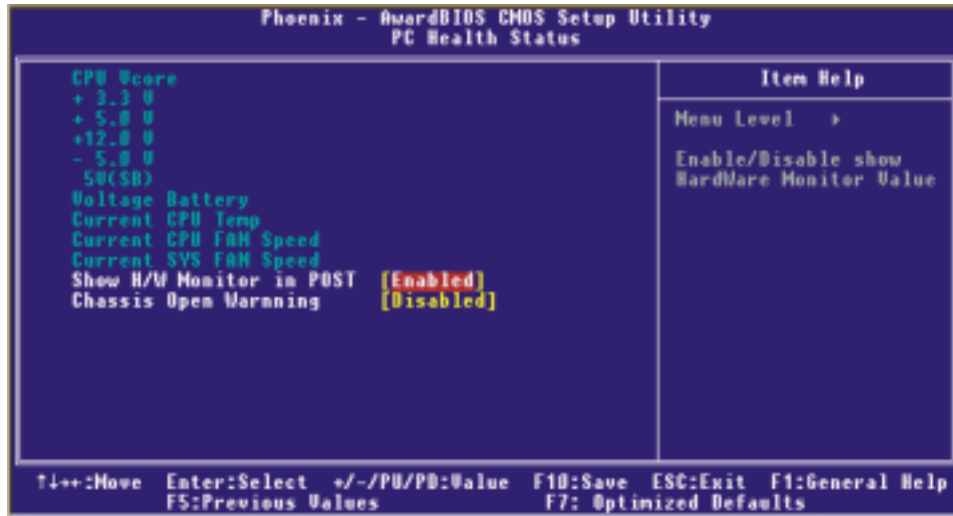 Phoenix - AwardBIOS CMOS Setup Utility
PC Health Status
CPU Vcore
+ 3.3 V
+ 5.0 V
+12.0 V
- 5.0 V
5V(SB)
Voltage Battery
Current CPU Temp
Current CPU FAN Speed
Current SYS FAN Speed
Show H/W Monitor in POST [Enabled]
Chassis Open Warnning [Disabled]
Item Help
Menu Level ▸
Enable/Disable show
HardWare Monitor Value
↑↓→←:Move Enter:Select +/-/PU/PD:Value F10:Save ESC:Exit F1:General Help
F5:Previous Values F7: Optimized Defaults